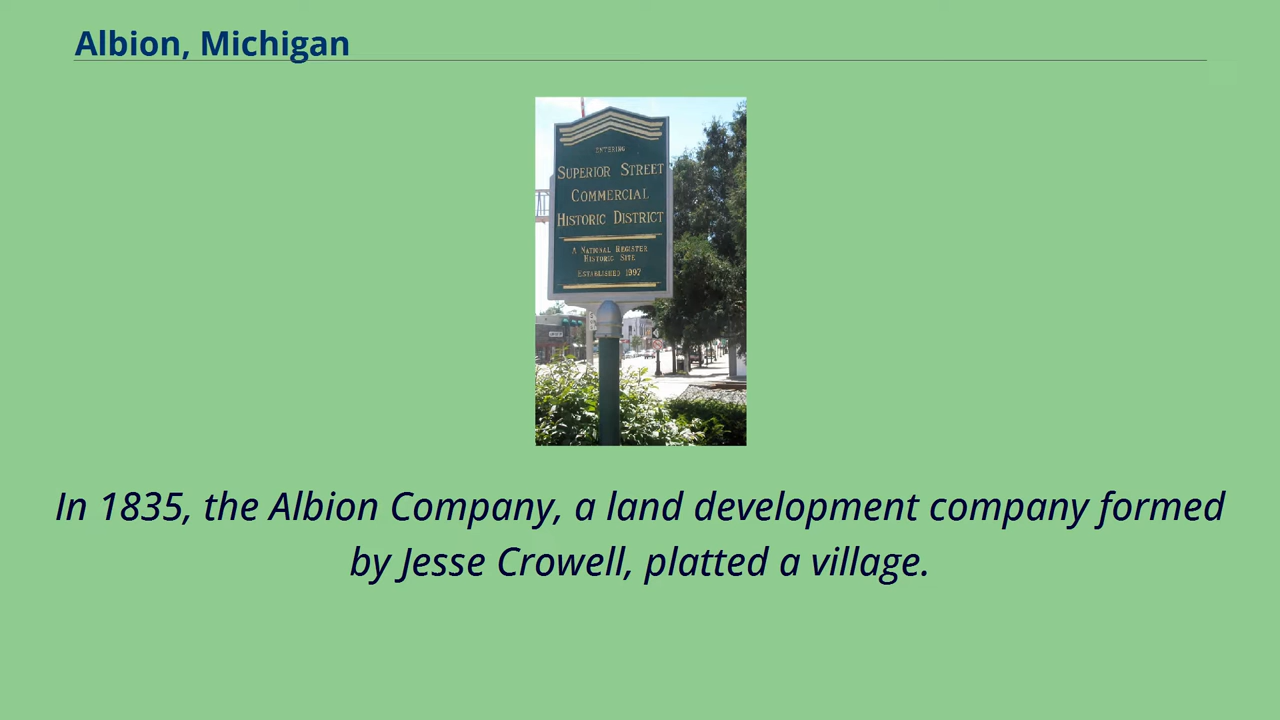 Albion, Michigan
ENTERING
SUPERIOR STREET
COMMERCIAL
HISTORIC DISTRICT
A NATIONAL REGISTER
HISTORIC SITE
ESTABLISHED 1997
In 1835, the Albion Company, a land development company formed
by Jesse Crowell, platted a village.